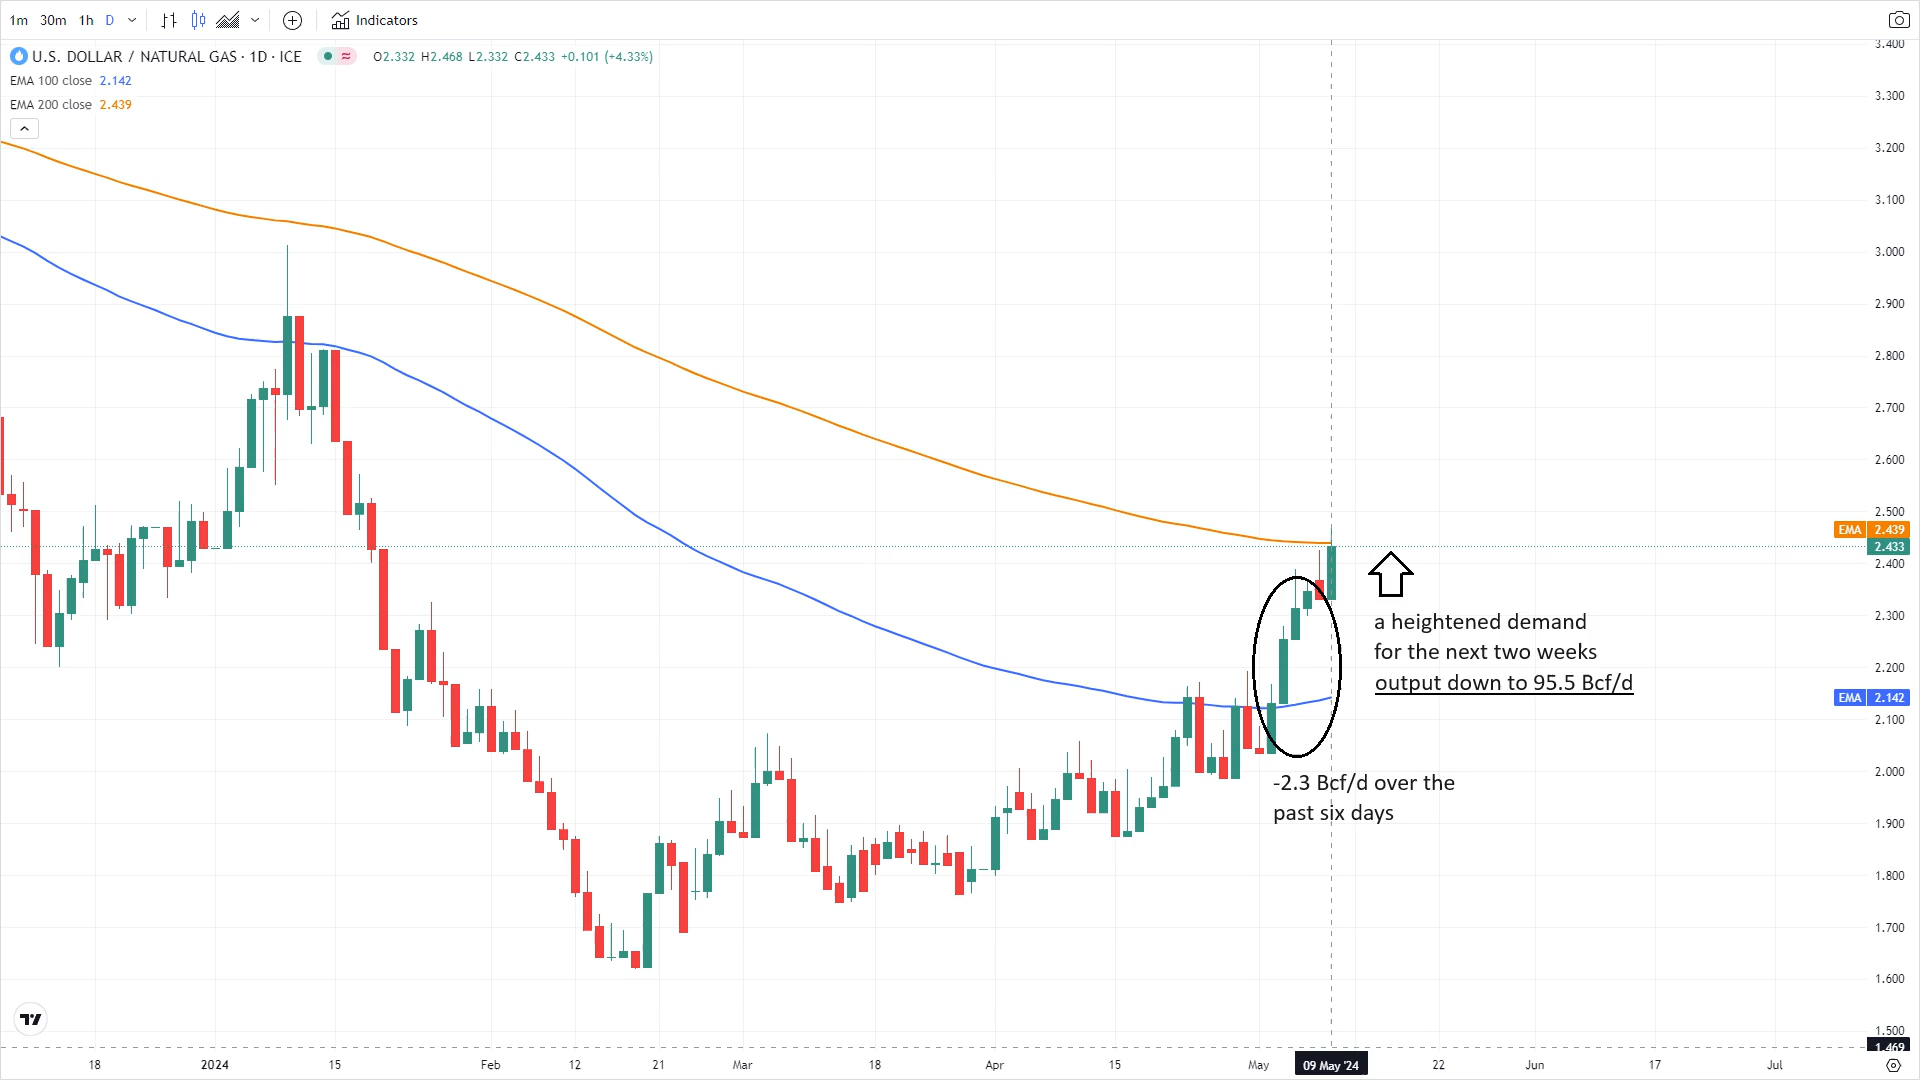 1m 30m 1h D Indicators
U.S. DOLLAR / NATURAL GAS · 1D · ICE O2.332 H2.468 L2.332 C2.433 +0.101 (+4.33%)
EMA 100 close 2.142
EMA 200 close 2.439
3.400
3.300
3.200
3.100
3.000
2.900
2.800
2.700
2.600
2.500
EMA 2.439
2.433
2.400
2.300
2.200
EMA 2.142
2.100
2.000
1.900
1.800
1.700
1.600
1.500
1.469
a heightened demand
for the next two weeks
output down to 95.5 Bcf/d
-2.3 Bcf/d over the
past six days
18 2024 15 Feb 12 21 Mar 18 Apr 15 May 09 May '24 22 Jun 17 Jul